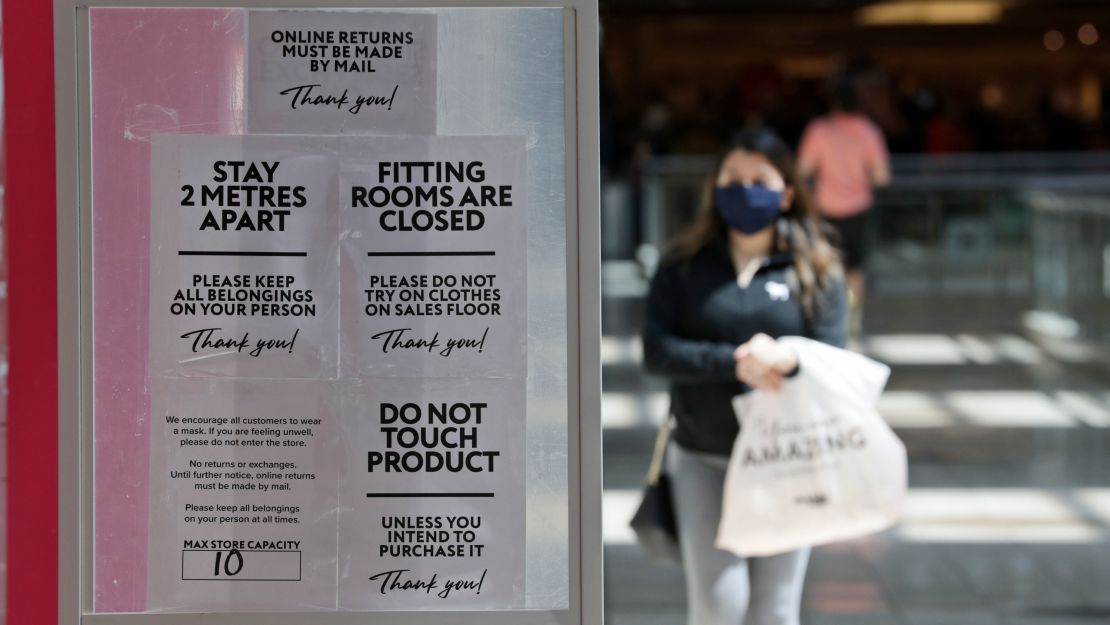 ONLINE RETURNS
MUST BE MADE
BY MAIL
Thank you!
STAY
2 METRES
APART
PLEASE KEEP
ALL BELONGINGS
ON YOUR PERSON
Thank you!
FITTING
ROOMS ARE
CLOSED
PLEASE DO NOT
TRY ON CLOTHES
ON SALES FLOOR
Thank you!
We encourage all customers to wear
a mask. If you are feeling unwell,
please do not enter the store.
No returns or exchanges.
Until further notice, online returns
must be made by mail.
Please keep all belongings
on your person at all times.
MAX STORE CAPACITY
10
DO NOT
TOUCH
PRODUCT
UNLESS YOU
INTEND TO
PURCHASE IT
Thank you!
AMAZING